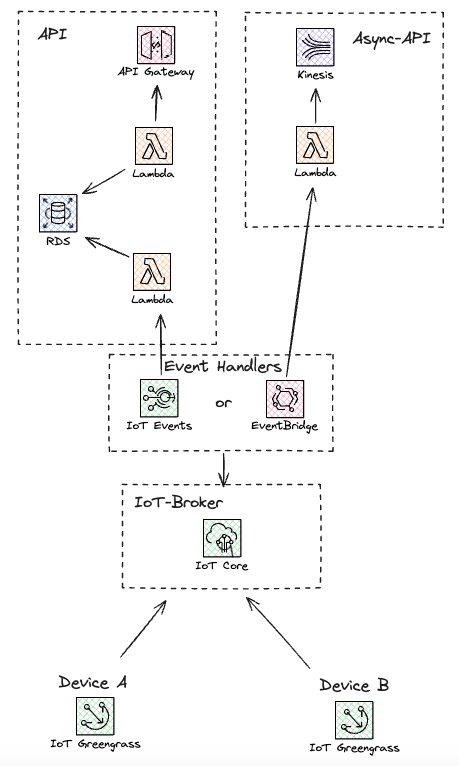 API
API Gateway
Lambda
RDS
Lambda
Async-API
Kinesis
Lambda
Event Handlers
IoT Events
or
EventBridge
IoT-Broker
IoT Core
Device A
IoT Greengrass
Device B
IoT Greengrass